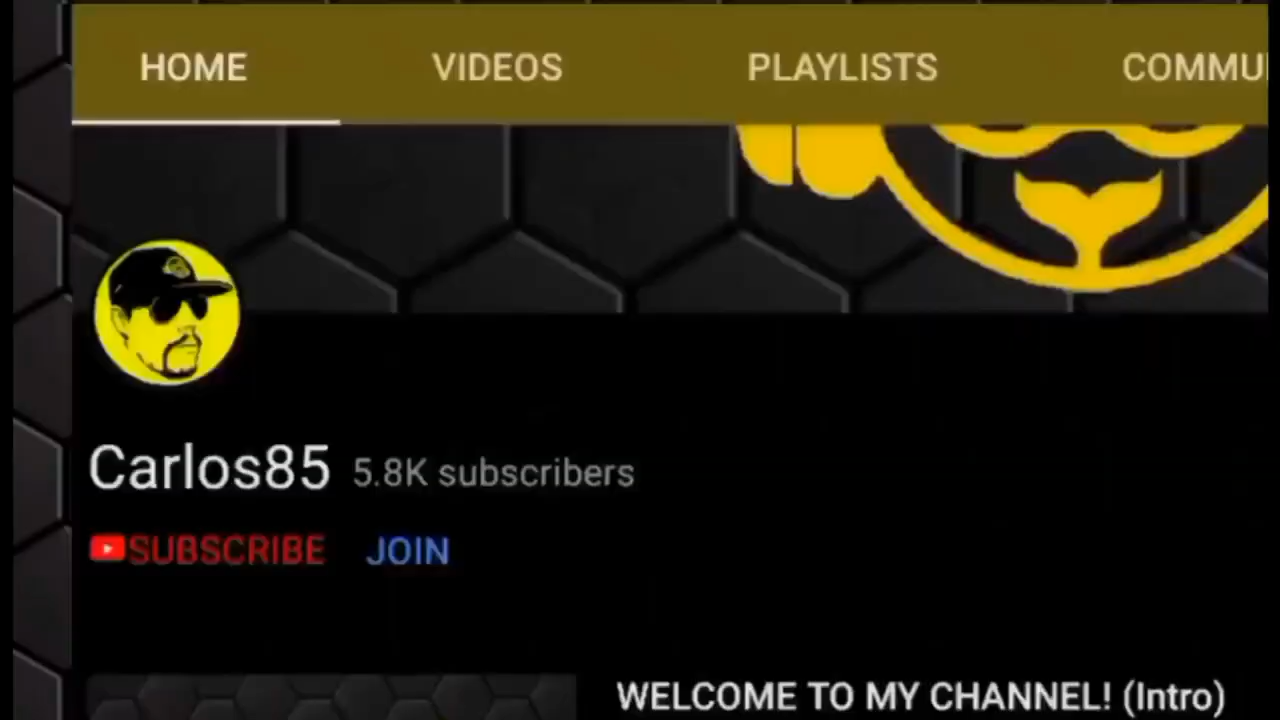 HOME VIDEOS PLAYLISTS COMMU
Carlos85 5.8K subscribers
SUBSCRIBE JOIN
WELCOME TO MY CHANNEL! (Intro)